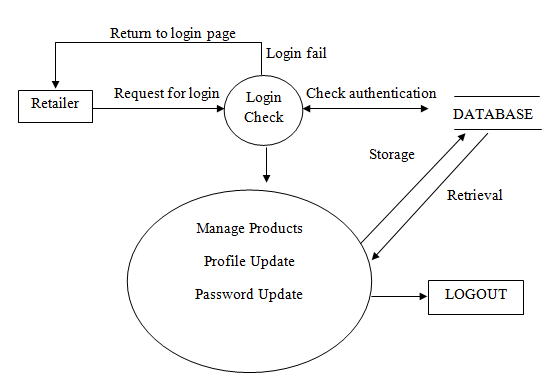 Return to login page
Login fail
Retailer
Request for login
Login
Check
Check authentication
DATABASE
Storage
Retrieval
Manage Products
Profile Update
Password Update
LOGOUT